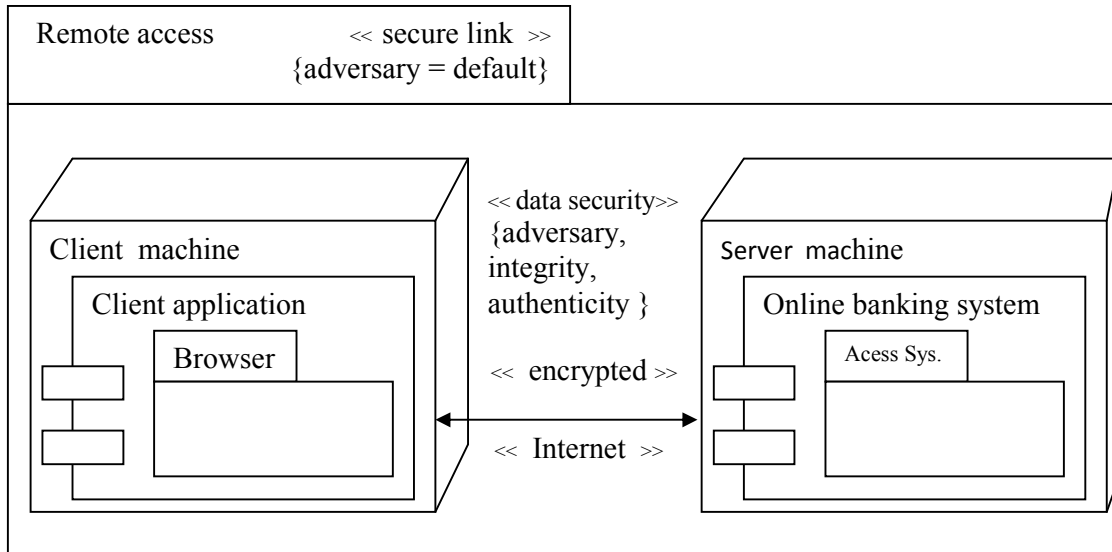 Remote access << secure link >>
{adversary = default}
<< data security>>
{adversary,
integrity,
authenticity }
Client machine
Client application
Browser
<< encrypted >>
<< Internet >>
Server machine
Online banking system
Acess Sys.